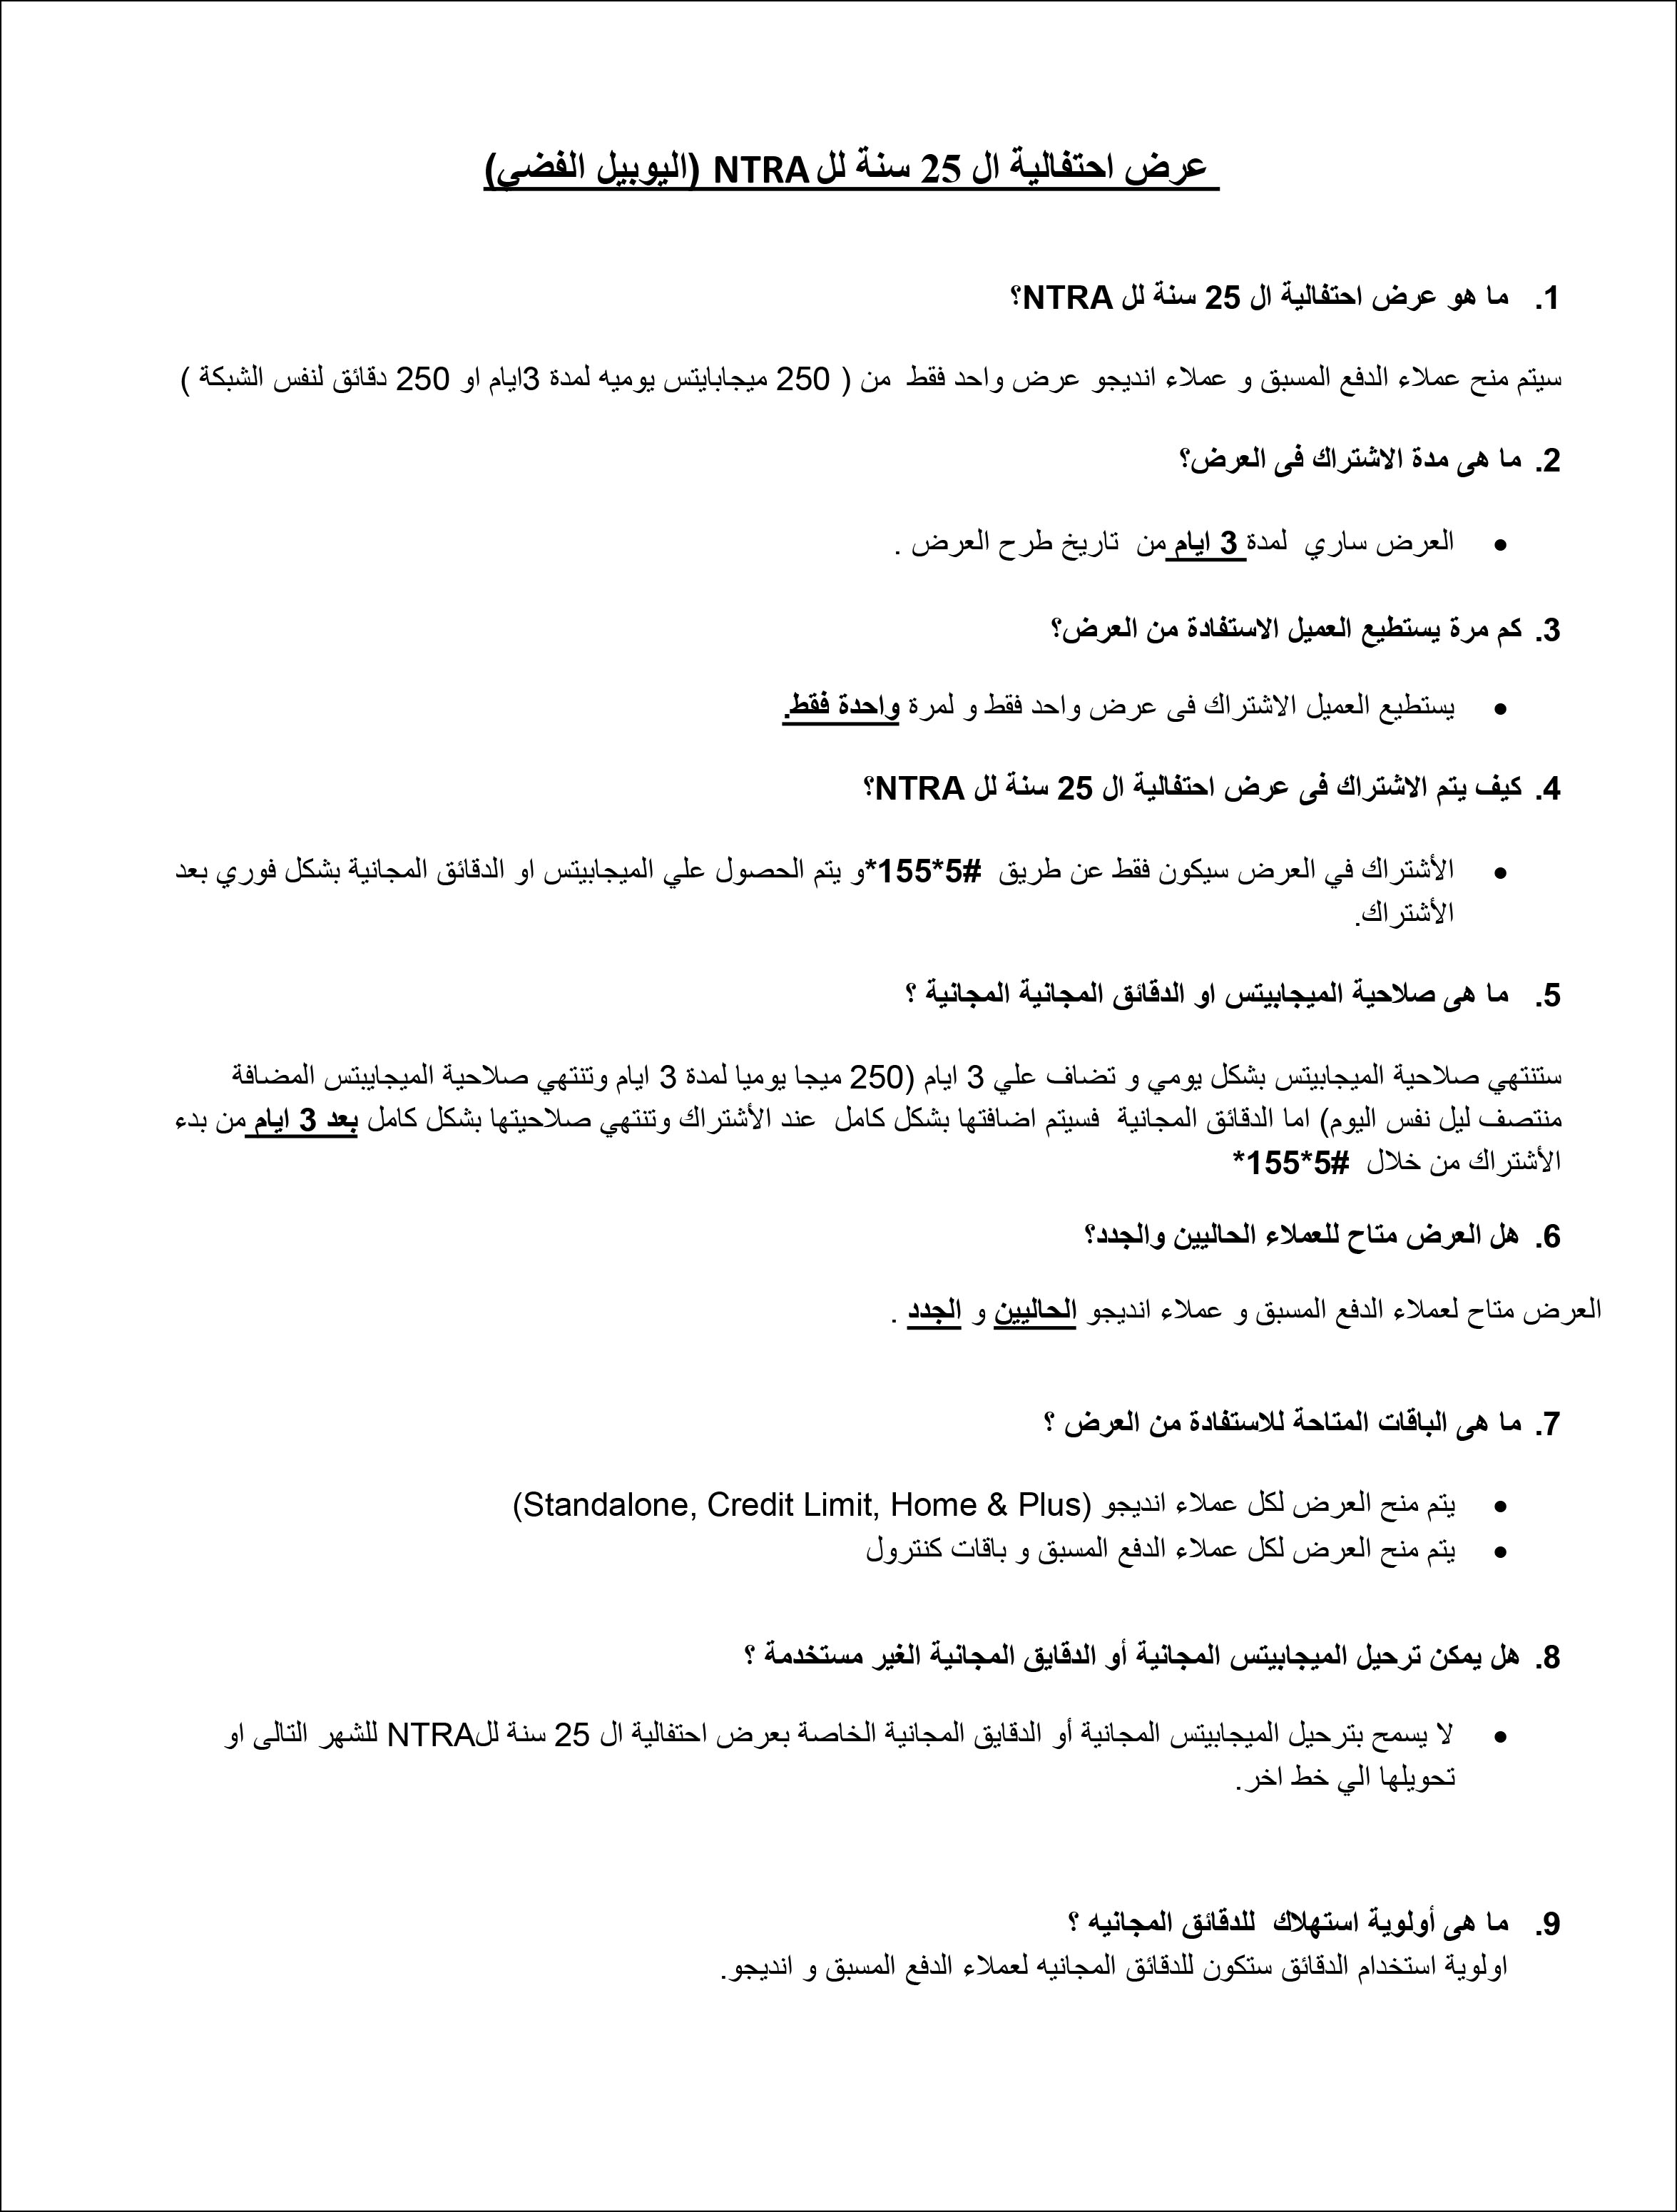 عرض احتفالية ال 25 سنة لل NTRA (اليوبيل الفضي)
1. ما هو عرض احتفالية ال 25 سنة لل NTRA؟
سيتم منح عملاء الدفع المسبق و عملاء انديجو عرض واحد فقط من ( 250 ميجابايتس يوميه لمدة 3ايام او 250 دقائق لنفس الشبكة )
2. ما هى مدة الاشتراك فى العرض؟
• العرض ساري لمدة 3 ايام من تاريخ طرح العرض .
3. كم مرة يستطيع العميل الاستفادة من العرض؟
• يستطيع العميل الاشتراك فى عرض واحد فقط و لمرة واحدة فقط.
4. كيف يتم الاشتراك فى عرض احتفالية ال 25 سنة لل NTRA؟
• الأشتراك في العرض سيكون فقط عن طريق #5*155* و يتم الحصول علي الميجابيتس او الدقائق المجانية بشكل فوري بعد
الأشتراك.
5. ما هى صلاحية الميجابيتس او الدقائق المجانية المجانية ؟
ستنتهي صلاحية الميجابيتس بشكل يومي و تضاف علي 3 ايام (250 ميجا يوميا لمدة 3 ايام وتنتهي صلاحية الميجايبتس المضافة
منتصف ليل نفس اليوم) اما الدقائق المجانية فسيتم اضافتها بشكل كامل عند الأشتراك وتنتهي صلاحيتها بشكل كامل بعد 3 ايام من بدء
الأشتراك من خلال #5*155*
6. هل العرض متاح للعملاء الحاليين والجدد؟
العرض متاح لعملاء الدفع المسبق و عملاء انديجو الحاليين و الجدد .
7. ما هى الباقات المتاحة للاستفادة من العرض ؟
• يتم منح العرض لكل عملاء انديجو (Standalone, Credit Limit, Home & Plus)
• يتم منح العرض لكل عملاء الدفع المسبق و باقات كنترول
8. هل يمكن ترحيل الميجابيتس المجانية أو الدقايق المجانية الغير مستخدمة ؟
• لا يسمح بترحيل الميجابيتس المجانية أو الدقايق المجانية الخاصة بعرض احتفالية ال 25 سنة للNTRA للشهر التالى او
تحويلها الي خط اخر.
9. ما هى أولوية استهلاك للدقائق المجانيه ؟
اولوية استخدام الدقائق ستكون للدقائق المجانيه لعملاء الدفع المسبق و انديجو.